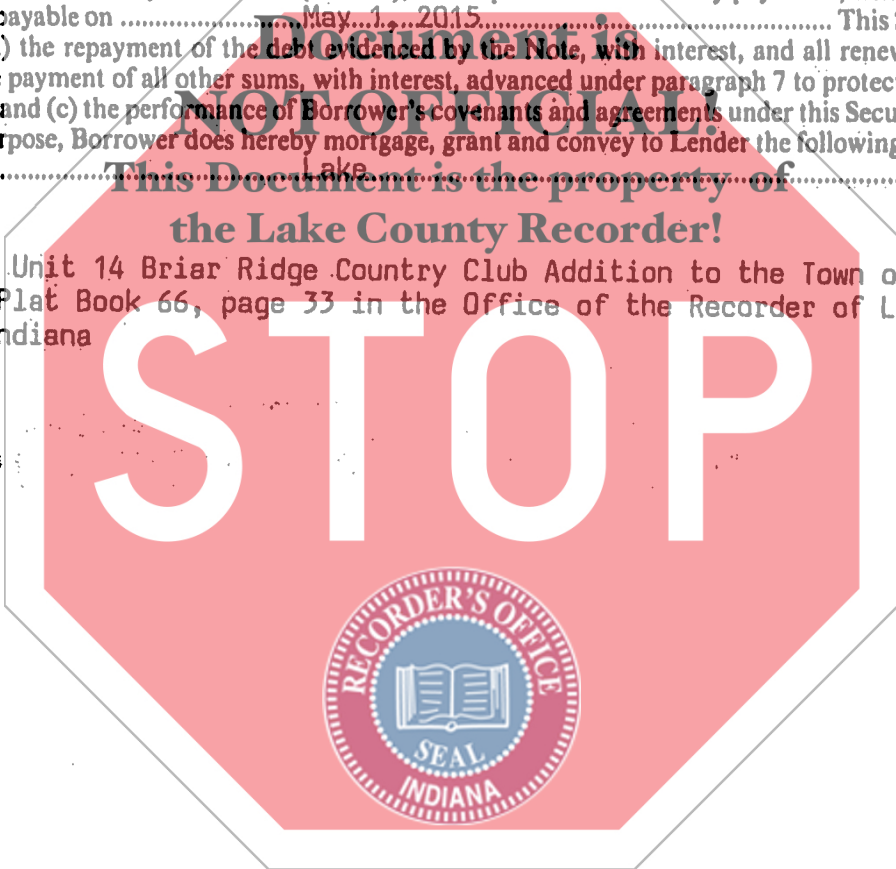 payable on May 1, 2015 This
) the repayment of the debt evidenced by the Note, with interest, and all renew
payment of all other sums, with interest, advanced under paragraph 7 to protect
and (c) the performance of Borrower's covenants and agreements under this Secu
rpose, Borrower does hereby mortgage, grant and convey to Lender the following
Lake
Document is
NOT OFFICIAL!
This Document is the property of
the Lake County Recorder!
Unit 14 Briar Ridge Country Club Addition to the Town o
Plat Book 66, page 33 in the Office of the Recorder of L
ndiana
STOP
RECORDER'S OFFICE
SEAL
INDIANA